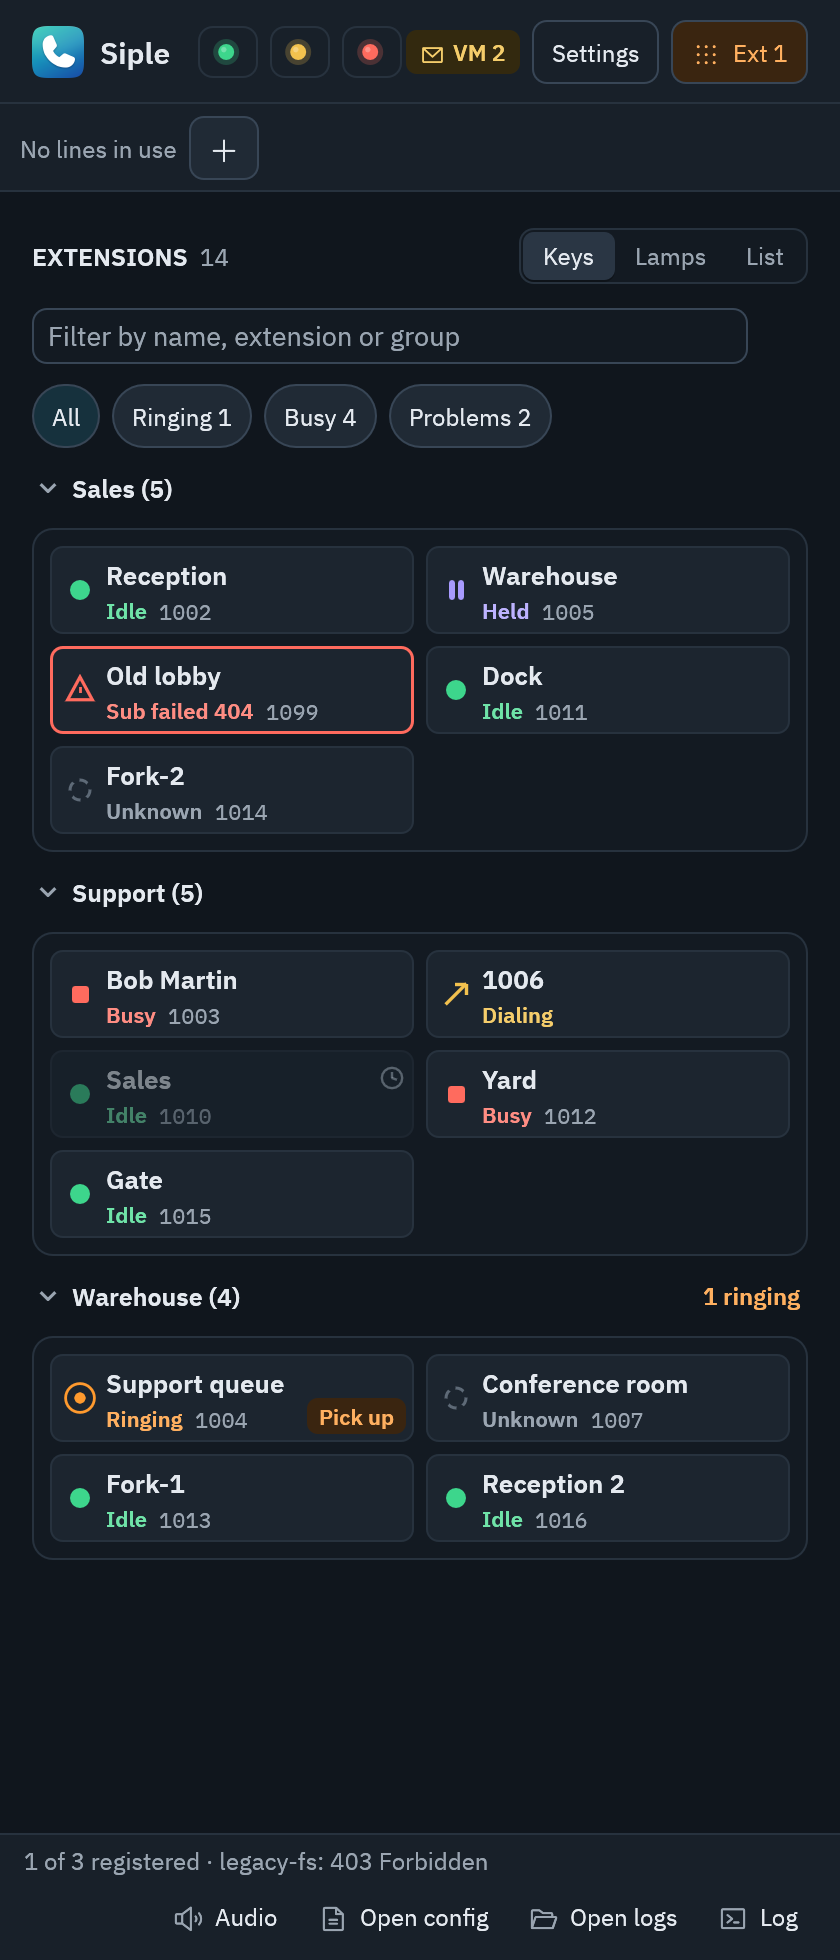 Siple VM 2 Settings Ext 1
No lines in use
EXTENSIONS 14 Keys Lamps List
Filter by name, extension or group
All Ringing 1 Busy 4 Problems 2
Sales (5)
Reception
Idle 1002
Warehouse
Held 1005
Old lobby
Sub failed 404 1099
Dock
Idle 1011
Fork-2
Unknown 1014
Support (5)
Bob Martin
Busy 1003
1006
Dialing
Sales
Idle 1010
Yard
Busy 1012
Gate
Idle 1015
Warehouse (4) 1 ringing
Support queue
Ringing 1004 Pick up
Conference room
Unknown 1007
Fork-1
Idle 1013
Reception 2
Idle 1016
1 of 3 registered · legacy-fs: 403 Forbidden
Audio Open config Open logs Log